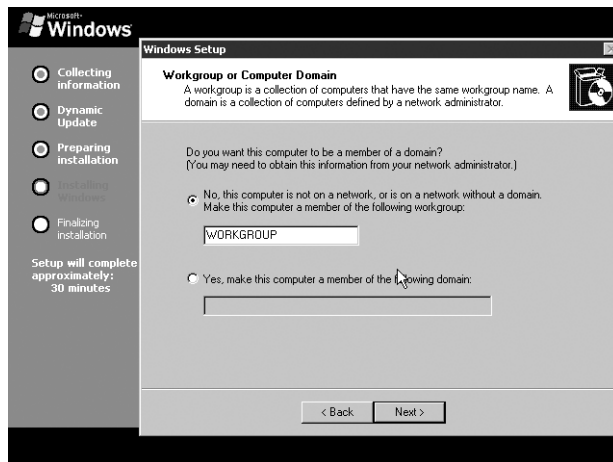 Microsoft
Windows
Windows Setup
Collecting
information
Dynamic
Update
Preparing
installation
Installing
Windows
Finalizing
installation
Setup will complete
approximately:
30 minutes
Workgroup or Computer Domain
A workgroup is a collection of computers that have the same workgroup name. A
domain is a collection of computers defined by a network administrator.
Do you want this computer to be a member of a domain?
(You may need to obtain this information from your network administrator.)
No, this computer is not on a network, or is on a network without a domain.
Make this computer a member of the following workgroup:
WORKGROUP
Yes, make this computer a member of the following domain:
< Back
Next >